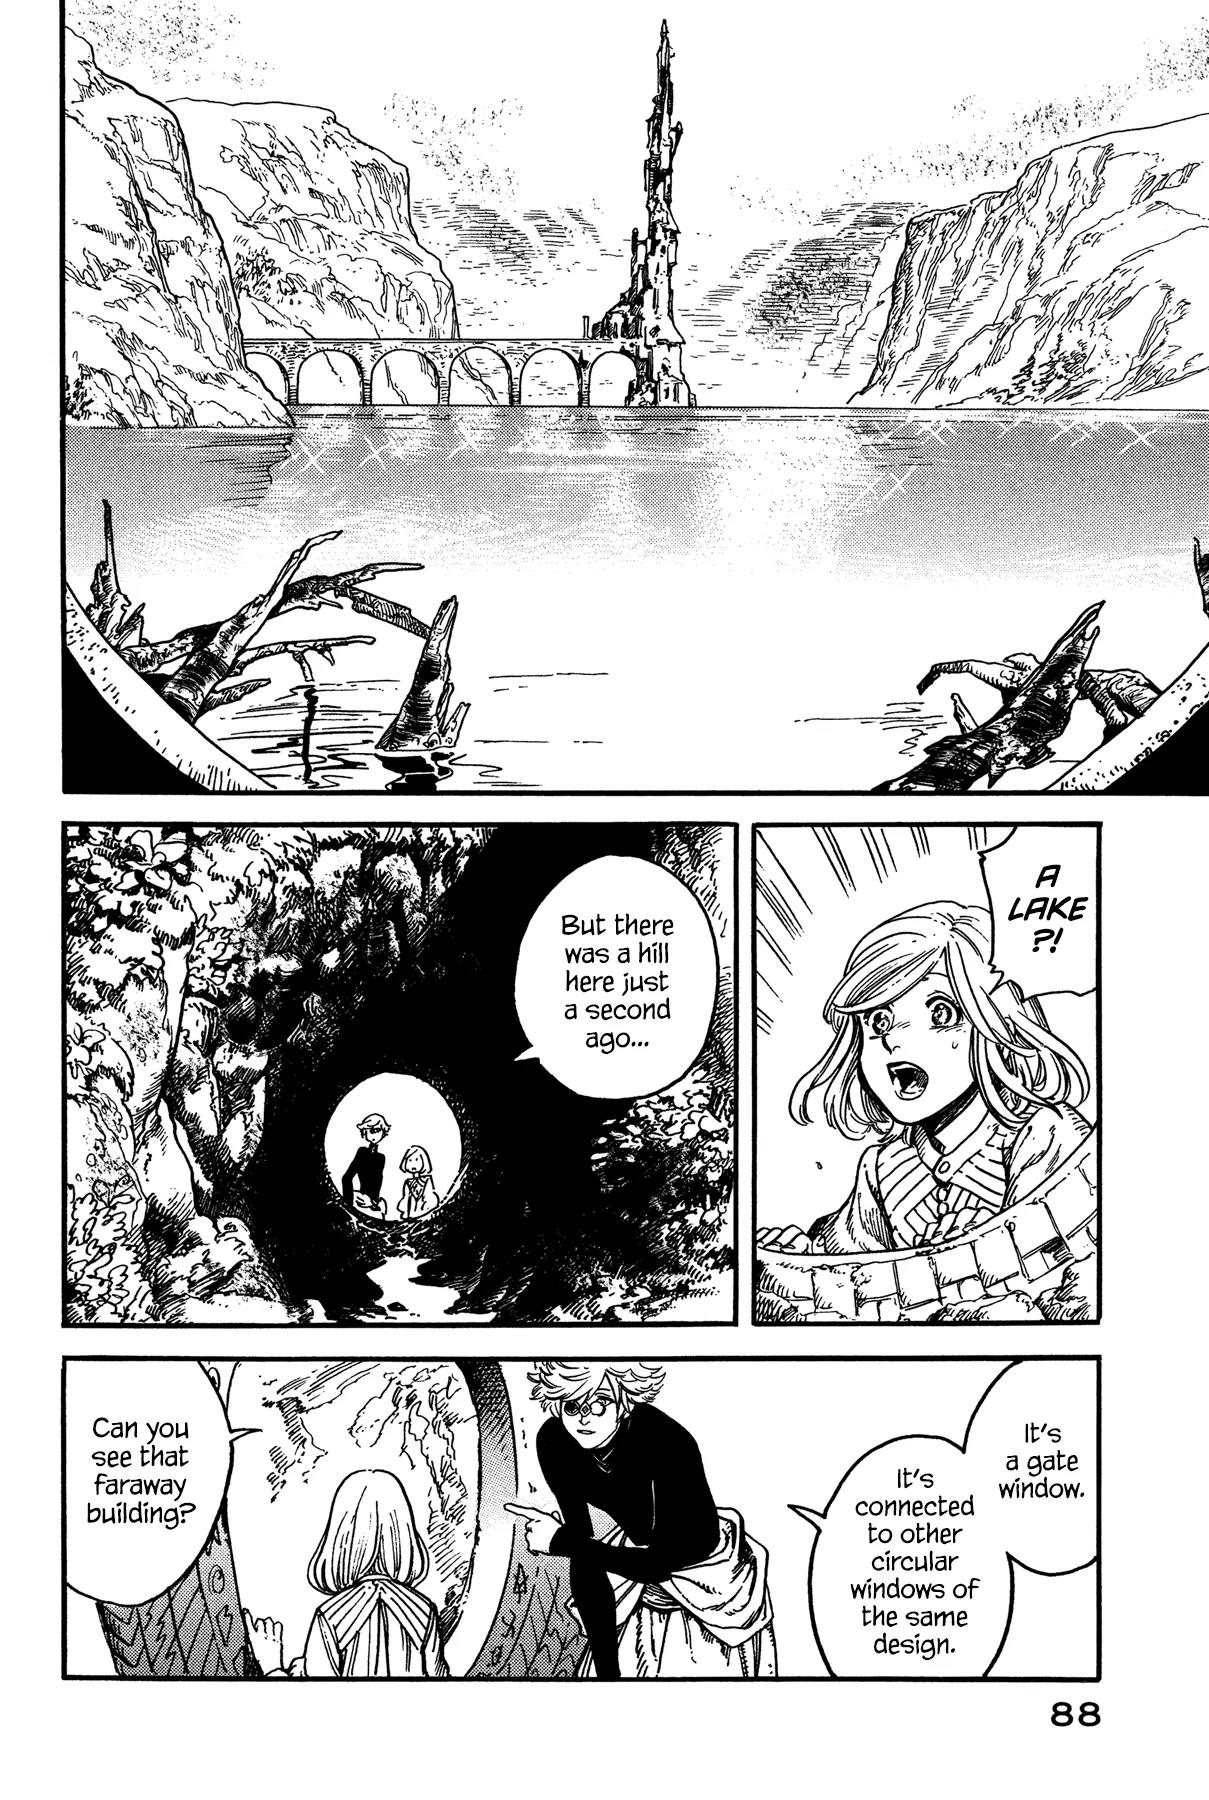 A
LAKE
?!
But there
was a hill
here just
a second
ago...
It's
a gate
window.
It's
connected
to other
circular
windows of
the same
design.
Can you
see that
faraway
building?
88